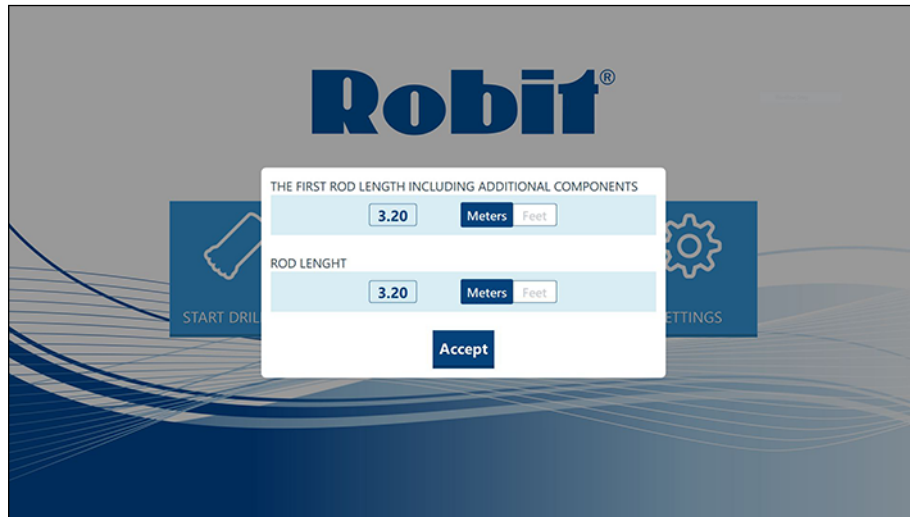 Robit®
THE FIRST ROD LENGTH INCLUDING ADDITIONAL COMPONENTS
3.20 Meters Feet
ROD LENGHT
3.20 Meters Feet
START DRIL
ETTINGS
Accept